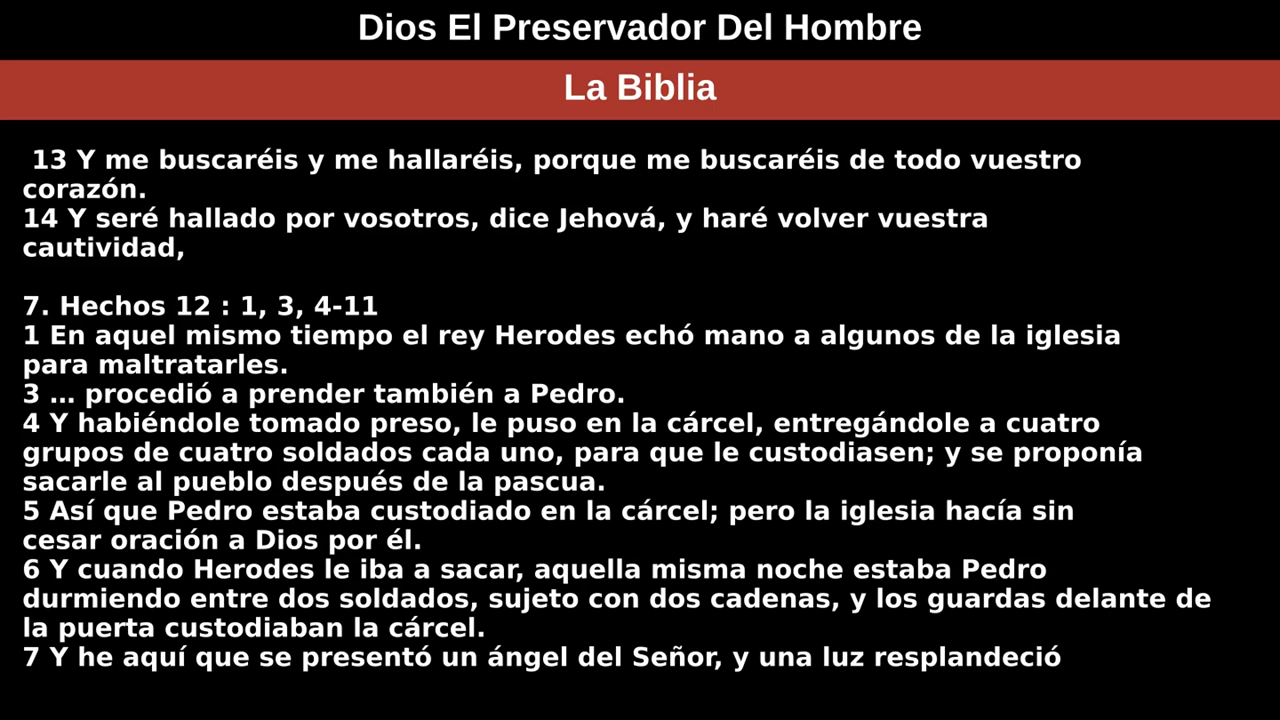 Dios El Preservador Del Hombre
La Biblia
13 Y me buscaréis y me hallaréis, porque me buscaréis de todo vuestro
corazón.
14 Y seré hallado por vosotros, dice Jehová, y haré volver vuestra
cautividad,
7. Hechos 12 : 1, 3, 4-11
1 En aquel mismo tiempo el rey Herodes echó mano a algunos de la iglesia
para maltratarles.
3 … procedió a prender también a Pedro.
4 Y habiéndole tomado preso, le puso en la cárcel, entregándole a cuatro
grupos de cuatro soldados cada uno, para que le custodiasen; y se proponía
sacarle al pueblo después de la pascua.
5 Así que Pedro estaba custodiado en la cárcel; pero la iglesia hacía sin
cesar oración a Dios por él.
6 Y cuando Herodes le iba a sacar, aquella misma noche estaba Pedro
durmiendo entre dos soldados, sujeto con dos cadenas, y los guardas delante de
la puerta custodiaban la cárcel.
7 Y he aquí que se presentó un ángel del Señor, y una luz resplandeció